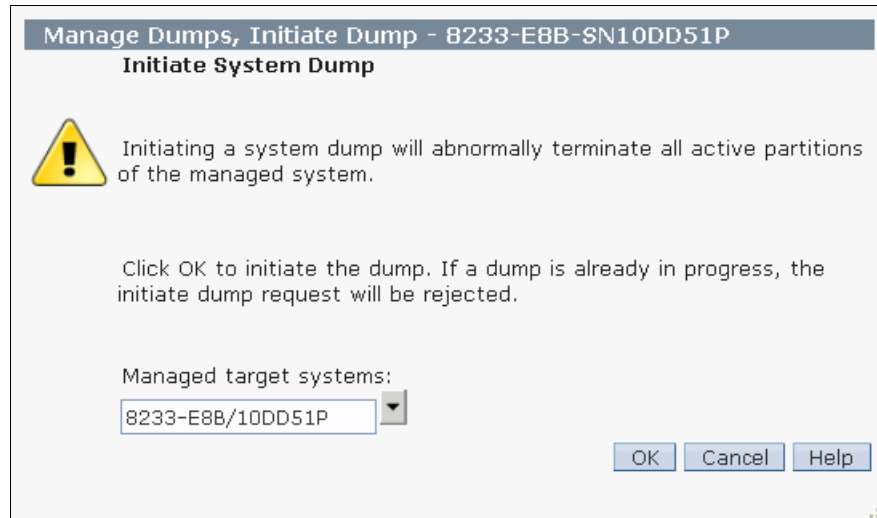 Manage Dumps, Initiate Dump - 8233-E8B-SN10DD51P
Initiate System Dump
Initiating a system dump will abnormally terminate all active partitions
of the managed system.
Click OK to initiate the dump. If a dump is already in progress, the
initiate dump request will be rejected.
Managed target systems:
8233-E8B/10DD51P
OK Cancel Help